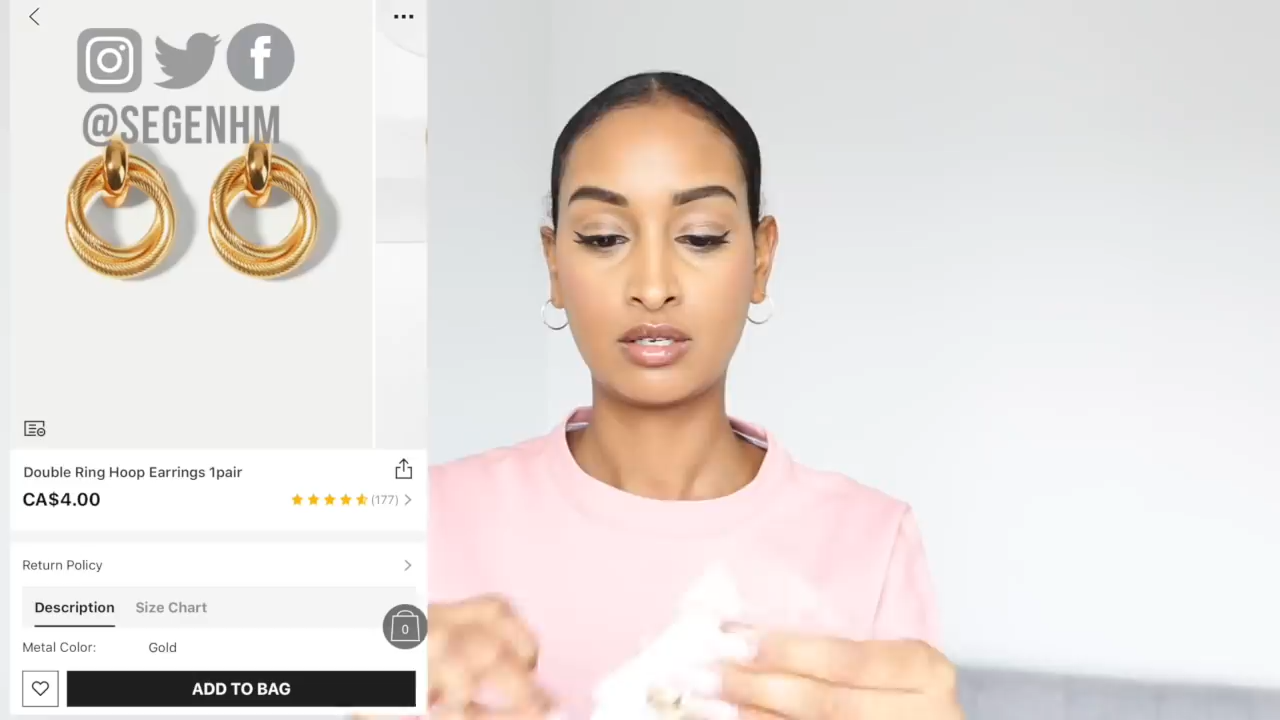 @SEGENHM
Double Ring Hoop Earrings 1pair
CA$4.00
(177)
Return Policy
Description Size Chart
0
Metal Color: Gold
ADD TO BAG